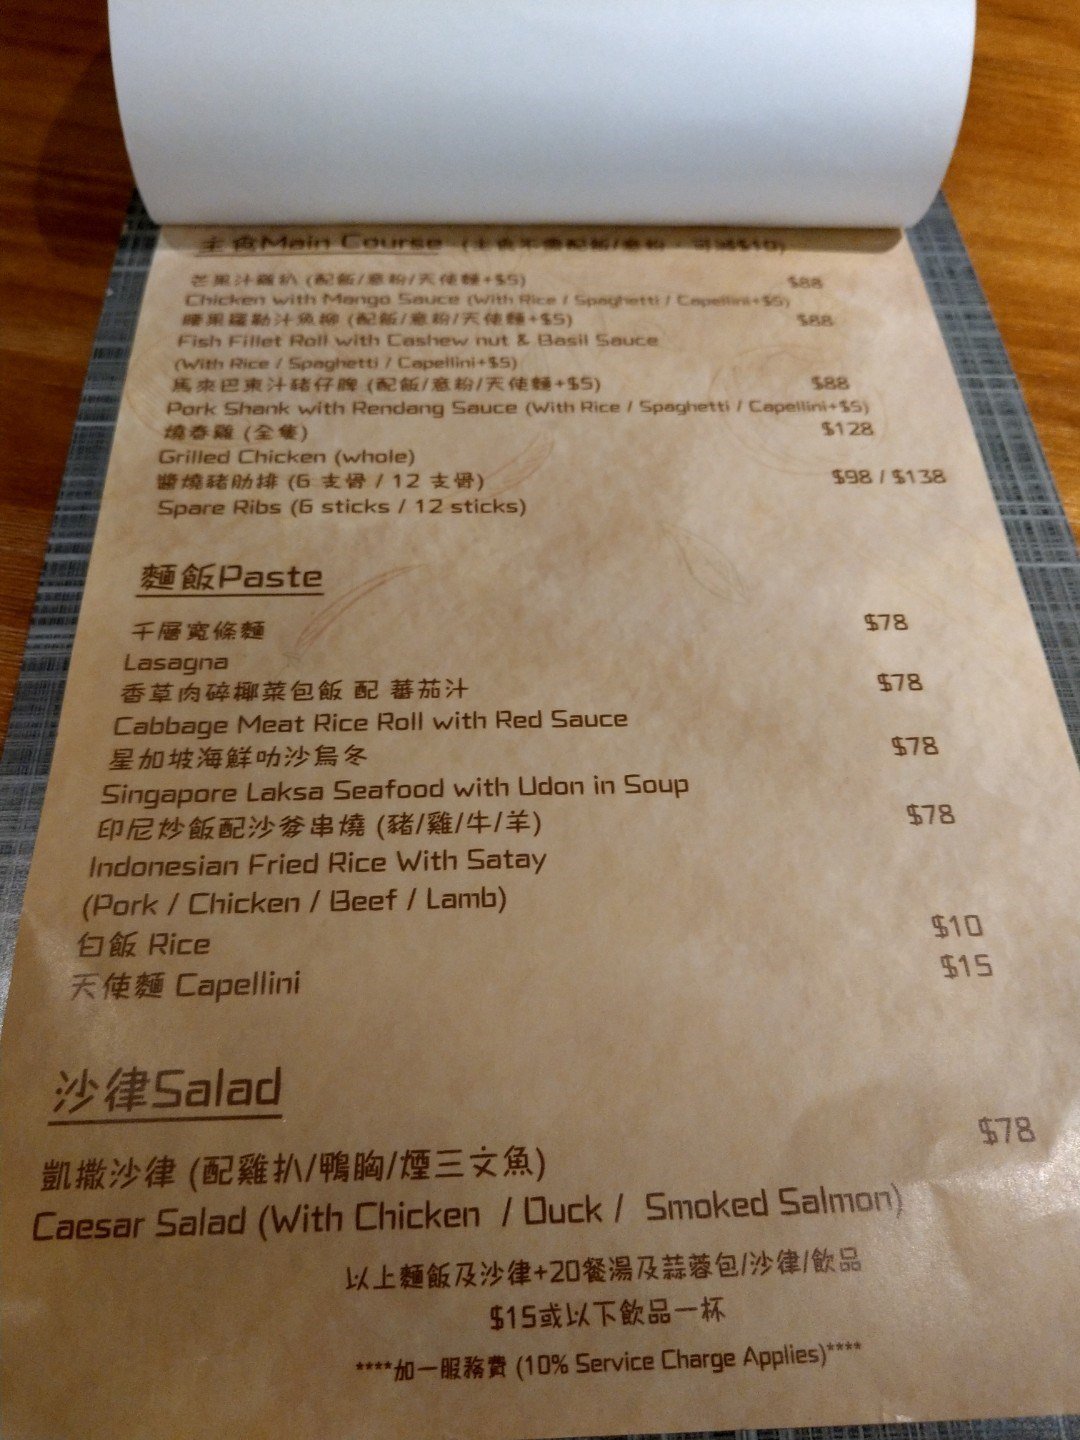 主食Main Course (主食不需配飯/意粉，可減$10)
芒果汁雞扒 (配飯/意粉/天使麵+$5) $88
Chicken with Mango Sauce (With Rice / Spaghetti / Capellini+$5)
腰果羅勒汁魚柳 (配飯/意粉/天使麵+$5) $88
Fish Fillet Roll with Cashew nut & Basil Sauce
(With Rice / Spaghetti / Capellini+$5)
馬來巴東汁豬仔髀 (配飯/意粉/天使麵+$5) $88
Pork Shank with Rendang Sauce (With Rice / Spaghetti / Capellini+$5)
燒春雞 (全隻) $128
Grilled Chicken (whole)
醬燒豬肋排 (6 支骨 / 12 支骨) $98 / $138
Spare Ribs (6 sticks / 12 sticks)
麵飯Paste
千層寬條麵 $78
Lasagna
香草肉碎椰菜包飯 配 蕃茄汁 $78
Cabbage Meat Rice Roll with Red Sauce
星加坡海鮮叻沙烏冬 $78
Singapore Laksa Seafood with Udon in Soup
印尼炒飯配沙爹串燒 (豬/雞/牛/羊) $78
Indonesian Fried Rice With Satay
(Pork / Chicken / Beef / Lamb)
白飯 Rice $10
天使麵 Capellini $15
沙律Salad
凱撒沙律 (配雞扒/鴨胸/煙三文魚) $78
Caesar Salad (With Chicken / Duck / Smoked Salmon)
以上麵飯及沙律+20餐湯及蒜蓉包/沙律/飲品
$15或以下飲品一杯
****加一服務費 (10% Service Charge Applies)****